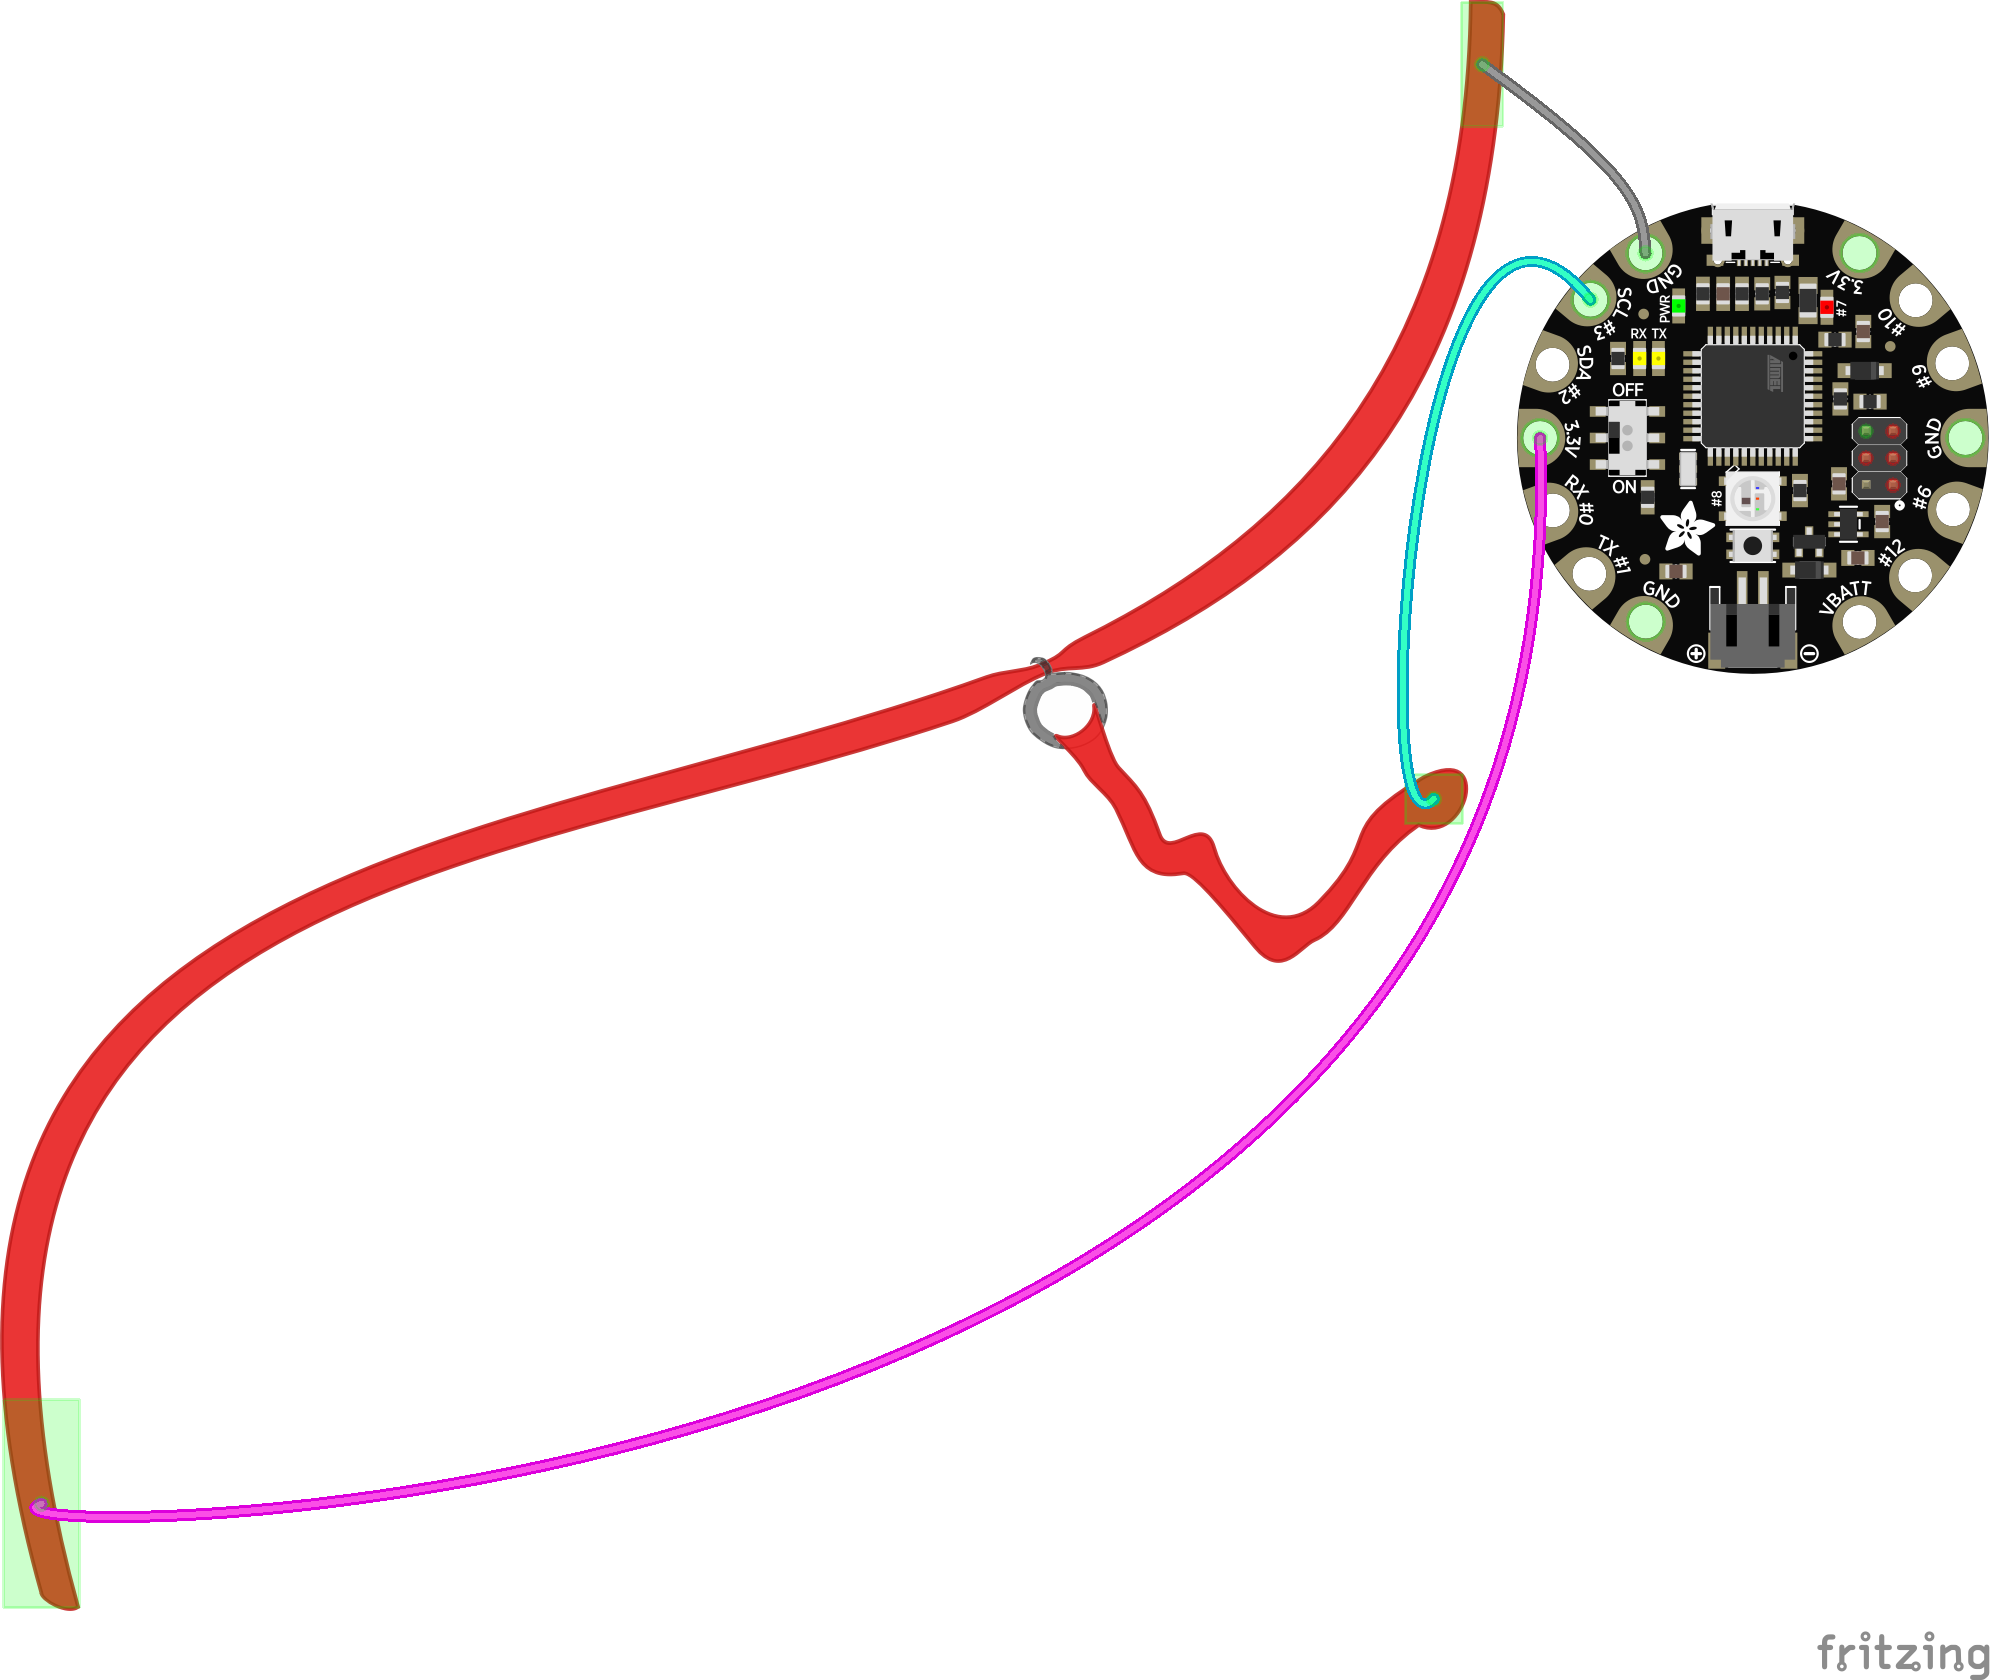 GND
3.3V
SCL #3
PWR
#7
#10
RX TX
SDA #2
#9
OFF
3.3V
GND
ON
RX #0
#8
#6
TX #1
#12
GND
VBATT
+
-
ATMEL
fritzing